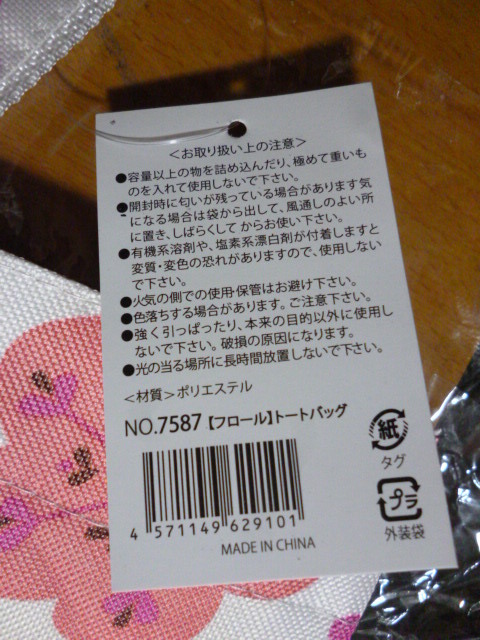 ＜お取り扱い上の注意＞
●容量以上の物を詰め込んだり、極めて重いも
のを入れて使用しないで下さい。
●開封時に匂いが残っている場合があります気
になる場合は袋から出して、風通しのよい所
に置き、しばらくしてからお使い下さい。
●有機系溶剤や、塩素系漂白剤が付着しますと
変質・変色の恐れがありますので、使用しない
で下さい。
●火気の側での使用・保管はお避け下さい。
●色落ちする場合があります。ご注意下さい。
●強く引っぱったり、本来の目的以外に使用し
ないで下さい。破損の原因になります。
●光の当る場所に長時間放置しないで下さい。
＜材質＞ポリエステル
NO.7587【フロール】トートバッグ
紙
タグ
プラ
外装袋
4 571149 629101
MADE IN CHINA